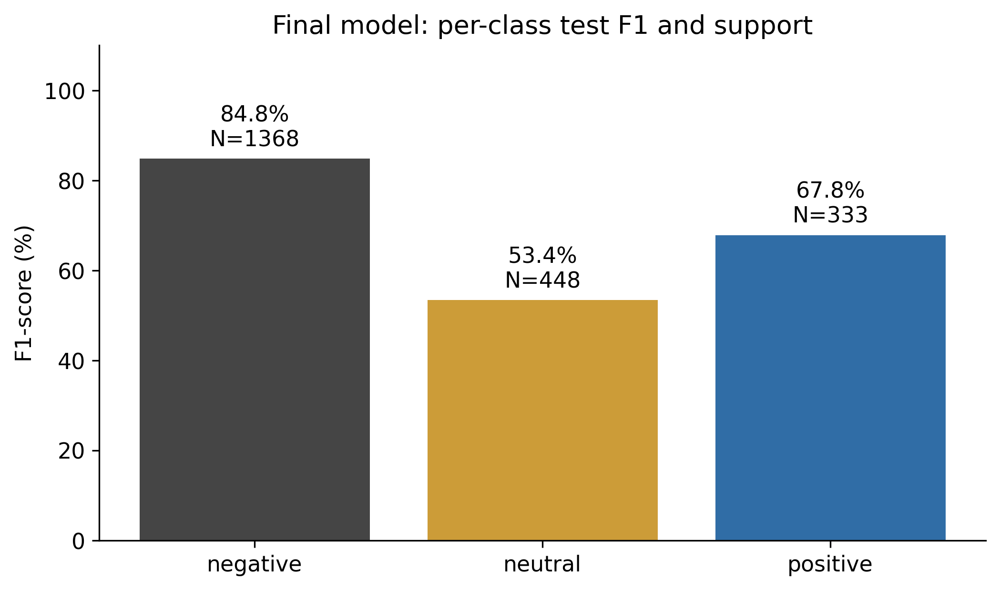 Final model: per-class test F1 and support
F1-score (%)
100
80
60
40
20
0
84.8%
N=1368
53.4%
N=448
67.8%
N=333
negative
neutral
positive